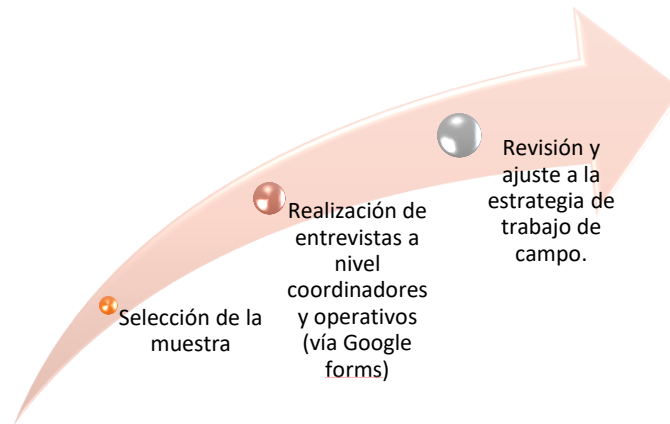 Selección de la
muestra
Realización de
entrevistas a
nivel
coordinadores
y operativos
(vía Google
forms)
Revisión y
ajuste a la
estrategia de
trabajo de
campo.